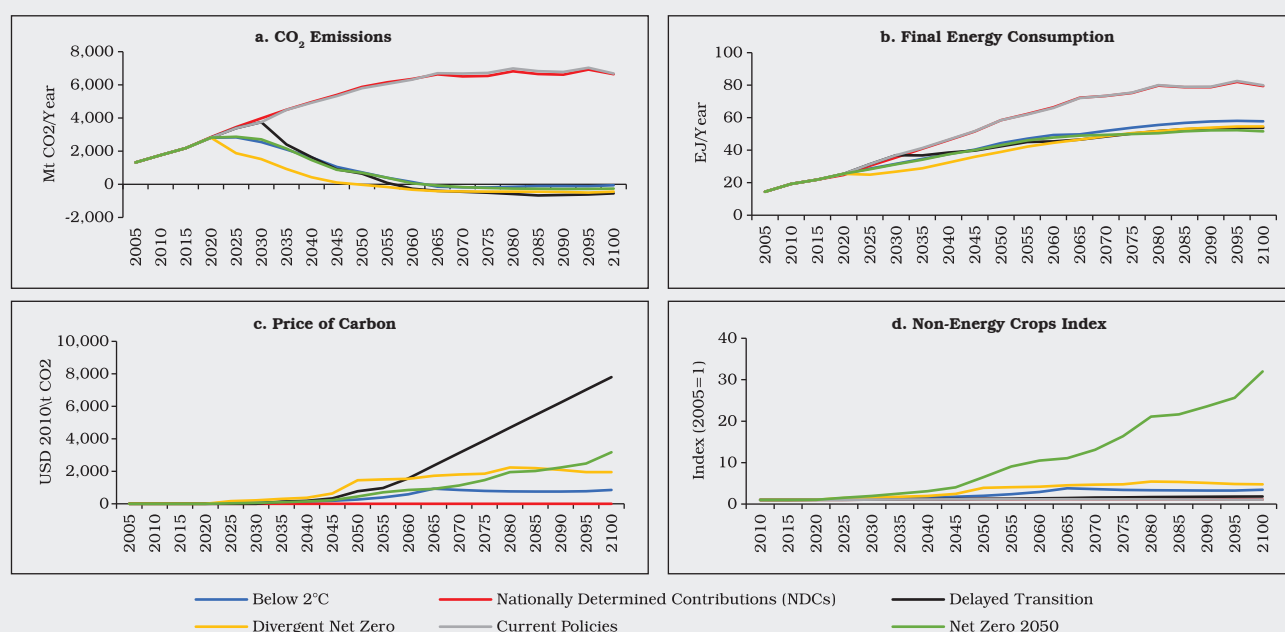 a. CO2 Emissions
Mt CO2/Year
8,000
6,000
4,000
2,000
0
-2,000
2005 2010 2015 2020 2025 2030 2035 2040 2045 2050 2055 2060 2065 2070 2075 2080 2085 2090 2095 2100
b. Final Energy Consumption
EJ/Year
100
80
60
40
20
0
2005 2010 2015 2020 2025 2030 2035 2040 2045 2050 2055 2060 2065 2070 2075 2080 2085 2090 2095 2100
c. Price of Carbon
USD 2010\t CO2
10,000
8,000
6,000
4,000
2,000
0
2005 2010 2015 2020 2025 2030 2035 2040 2045 2050 2055 2060 2065 2070 2075 2080 2085 2090 2095 2100
d. Non-Energy Crops Index
Index (2005=1)
40
30
20
10
0
2010 2015 2020 2025 2030 2035 2040 2045 2050 2055 2060 2065 2070 2075 2080 2085 2090 2095 2100
Below 2°C Nationally Determined Contributions (NDCs) Delayed Transition
Divergent Net Zero Current Policies Net Zero 2050